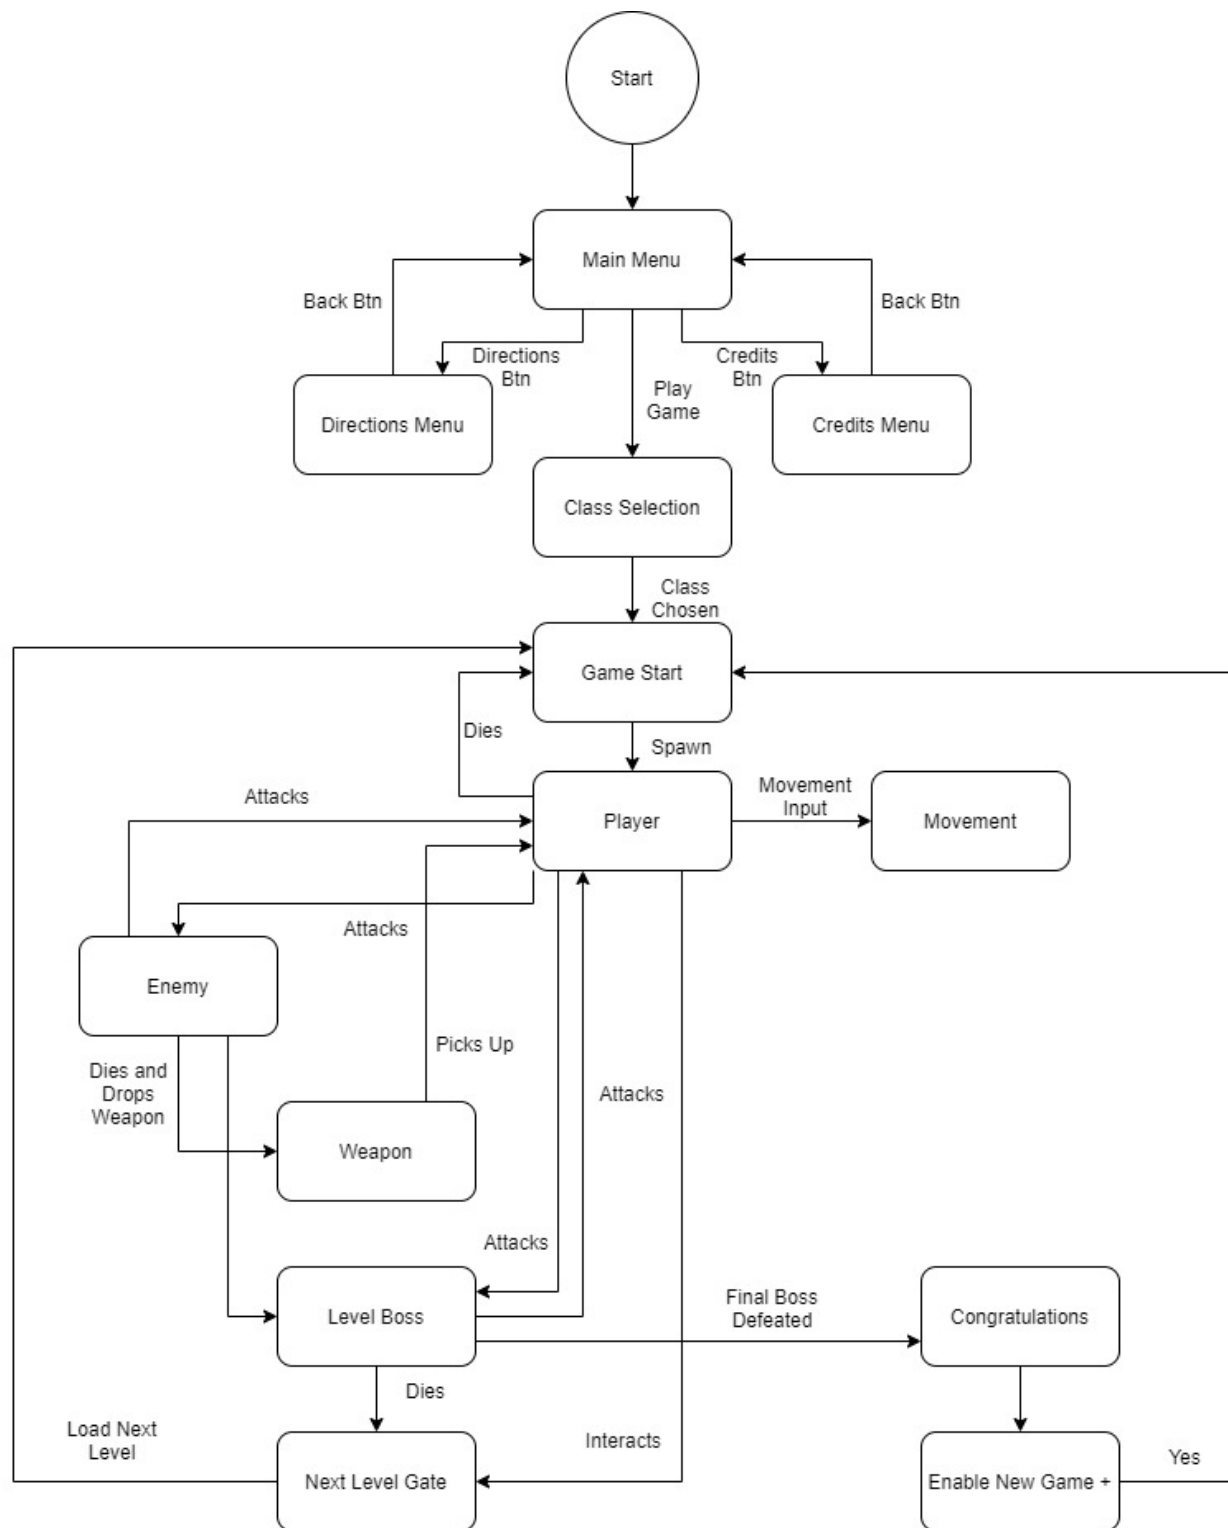 Start
Main Menu
Back Btn
Back Btn
Directions
Btn
Credits
Btn
Play
Game
Directions Menu
Credits Menu
Class Selection
Class
Chosen
Game Start
Dies
Spawn
Attacks
Movement
Input
Player
Movement
Attacks
Enemy
Picks Up
Dies and
Drops
Weapon
Attacks
Weapon
Attacks
Final Boss
Defeated
Level Boss
Congratulations
Dies
Load Next
Level
Interacts
Yes
Next Level Gate
Enable New Game +